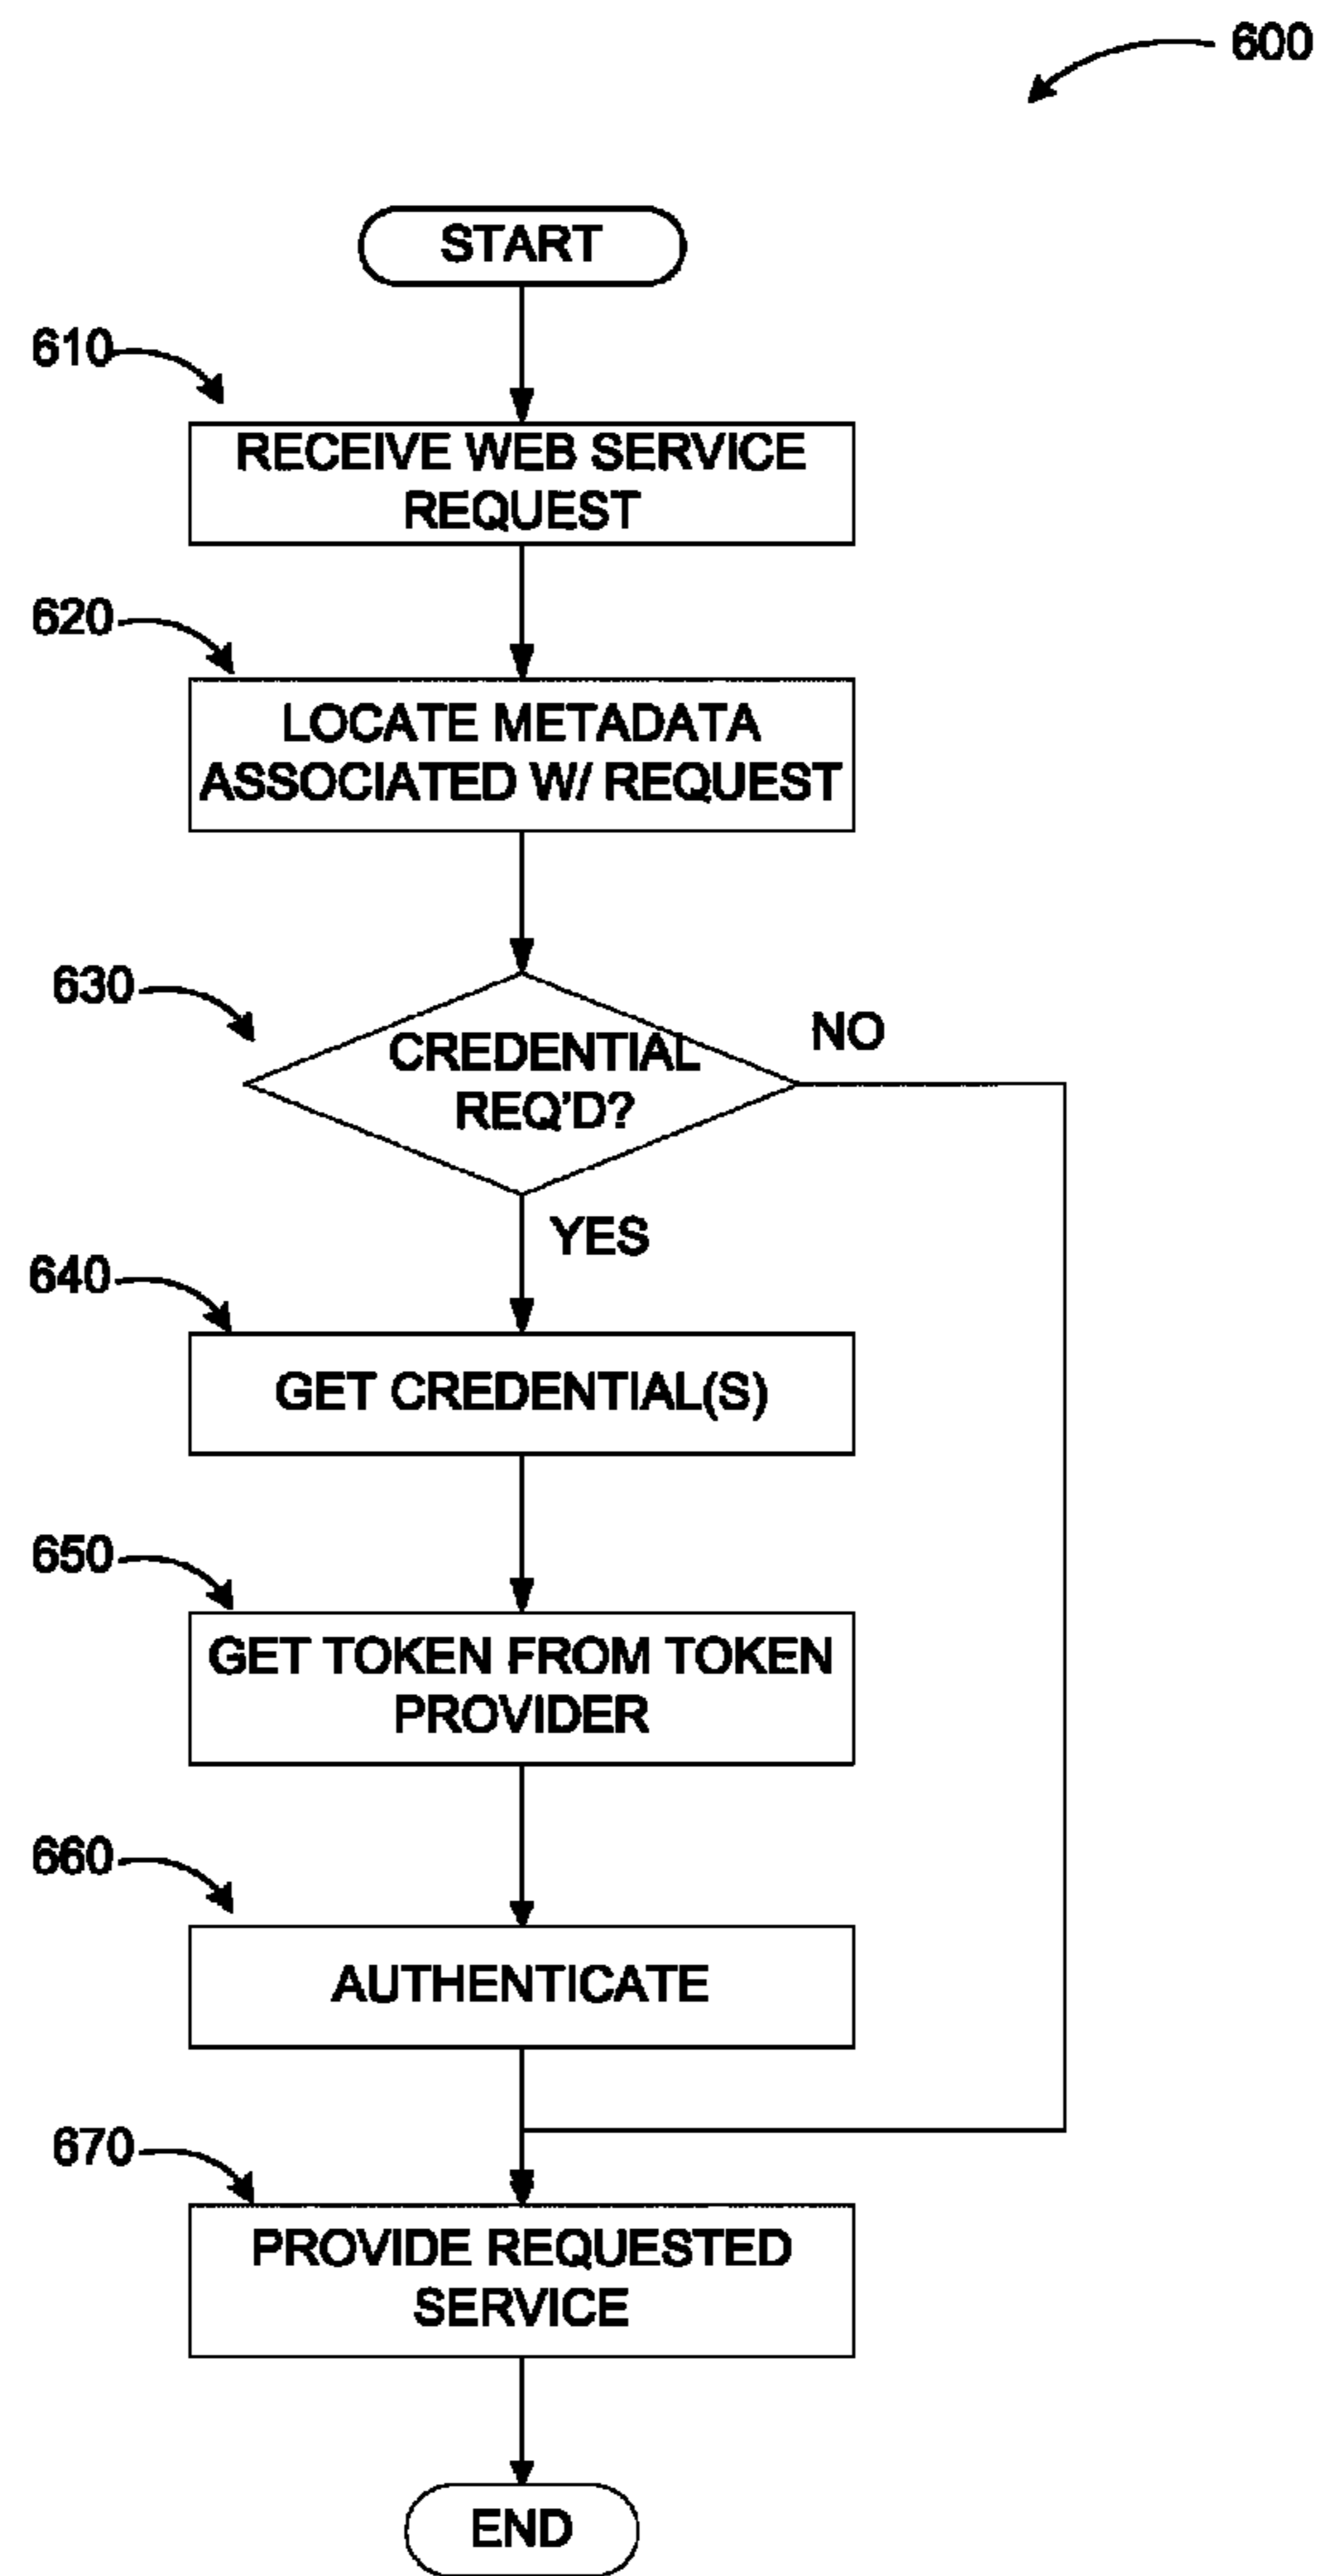 600
START
610
RECEIVE WEB SERVICE
REQUEST
620
LOCATE METADATA
ASSOCIATED W/ REQUEST
630
CREDENTIAL
REQ'D?
NO
YES
640
GET CREDENTIAL(S)
650
GET TOKEN FROM TOKEN
PROVIDER
660
AUTHENTICATE
670
PROVIDE REQUESTED
SERVICE
END